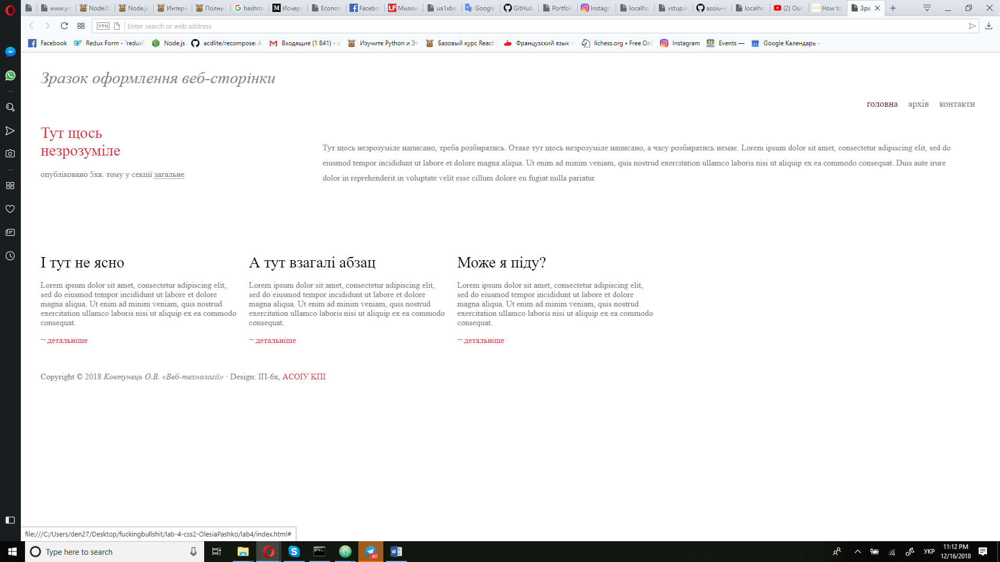 www.yo
NodeJS
Node.js
Интерн
Полны
hashrou
Исчерп
Econom
Facebo
Милли
ua1xbe
Google
GitHub
Portfoli
Instagra
localho
vstup.in
asoiu-w
localho
(2) Our
How to
Зра
VPN
Enter search or web address
Facebook
Redux Form - `reduxF
Node.js
acdlite/recompose: A
Входящие (1 841) - d
Изучите Python и Эт
Базовый курс React
Французский язык -
lichess.org • Free Onl
Instagram
Events —
Google Календарь -
Зразок оформлення веб-сторінки
головна архів контакти
Тут щось
незрозуміле
опубліковано 5хв. тому у секції загальне
Тут щось незрозуміле написано, треба розбиратись. Отаке тут щось незрозуміле написано, а часу розбиратись немає. Lorem ipsum dolor sit amet, consectetur adipiscing elit, sed do
eiusmod tempor incididunt ut labore et dolore magna aliqua. Ut enim ad minim veniam, quis nostrud exercitation ullamco laboris nisi ut aliquip ex ea commodo consequat. Duis aute irure
dolor in reprehenderit in voluptate velit esse cillum dolore eu fugiat nulla pariatur.
І тут не ясно
Lorem ipsum dolor sit amet, consectetur adipiscing elit,
sed do eiusmod tempor incididunt ut labore et dolore
magna aliqua. Ut enim ad minim veniam, quis nostrud
exercitation ullamco laboris nisi ut aliquip ex ea commodo
consequat.
¬ детальніше
А тут взагалі абзац
Lorem ipsum dolor sit amet, consectetur adipiscing elit,
sed do eiusmod tempor incididunt ut labore et dolore
magna aliqua. Ut enim ad minim veniam, quis nostrud
exercitation ullamco laboris nisi ut aliquip ex ea commodo
consequat.
¬ детальніше
Може я піду?
Lorem ipsum dolor sit amet, consectetur adipiscing elit,
sed do eiusmod tempor incididunt ut labore et dolore
magna aliqua. Ut enim ad minim veniam, quis nostrud
exercitation ullamco laboris nisi ut aliquip ex ea commodo
consequat.
¬ детальніше
Copyright © 2018 Ковтунець О.В. «Веб-технології» · Design: ІП-6х, АСОІУ КПІ
file:///C:/Users/den27/Desktop/fuckingbullshit/lab-4-css2-OlesiaPashko/lab4/index.html#
Type here to search
УКР
11:12 PM
12/16/2018